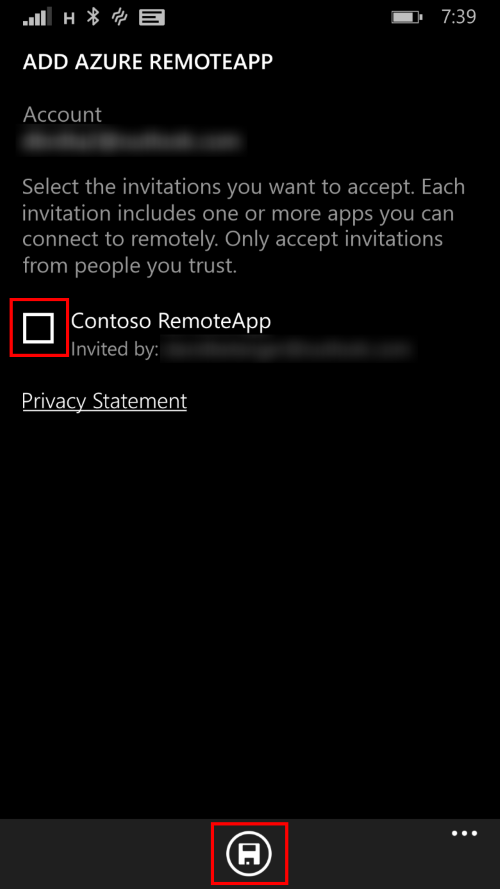 H 7:39
ADD AZURE REMOTEAPP
Account
Select the invitations you want to accept. Each
invitation includes one or more apps you can
connect to remotely. Only accept invitations
from people you trust.
Contoso RemoteApp
Invited by:
Privacy Statement